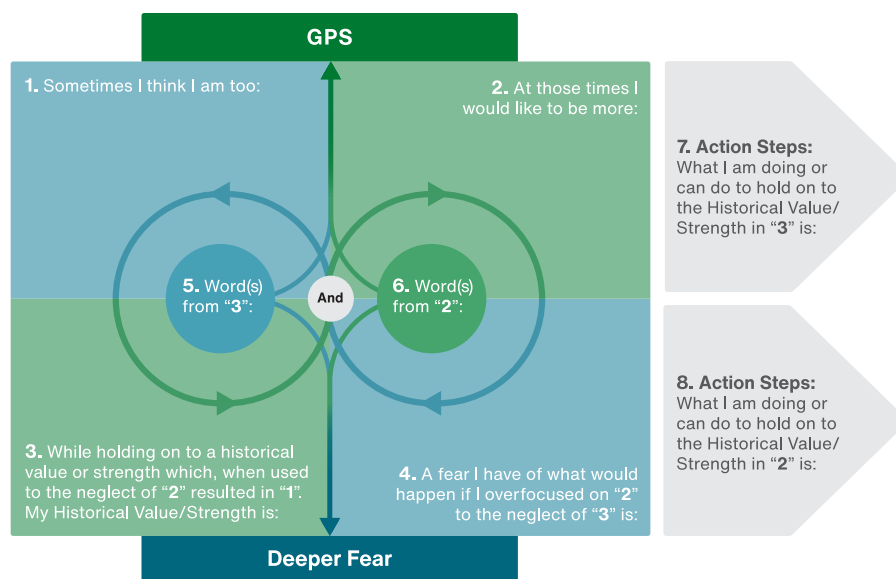 GPS
1. Sometimes I think I am too:
2. At those times I
would like to be more:
5. Word(s)
from “3”:
And
6. Word(s)
from “2”:
3. While holding on to a historical
value or strength which, when used
to the neglect of “2” resulted in “1”.
My Historical Value/Strength is:
4. A fear I have of what would
happen if I overfocused on “2”
to the neglect of “3” is:
Deeper Fear
7. Action Steps:
What I am doing or
can do to hold on to
the Historical Value/
Strength in “3” is:
8. Action Steps:
What I am doing or
can do to hold on to
the Historical Value/
Strength in “2” is: